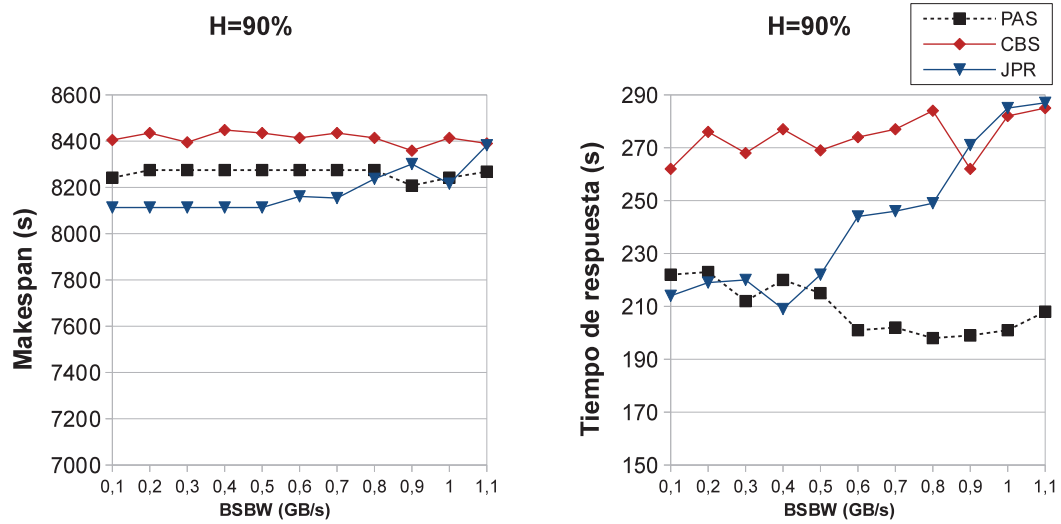 H=90%
Makespan (s)
8600
8400
8200
8000
7800
7600
7400
7200
7000
0,1 0,2 0,3 0,4 0,5 0,6 0,7 0,8 0,9 1 1,1
BSBW (GB/s)
H=90%
PAS
CBS
JPR
Tiempo de respuesta (s)
290
270
250
230
210
190
170
150
0,1 0,2 0,3 0,4 0,5 0,6 0,7 0,8 0,9 1 1,1
BSBW (GB/s)